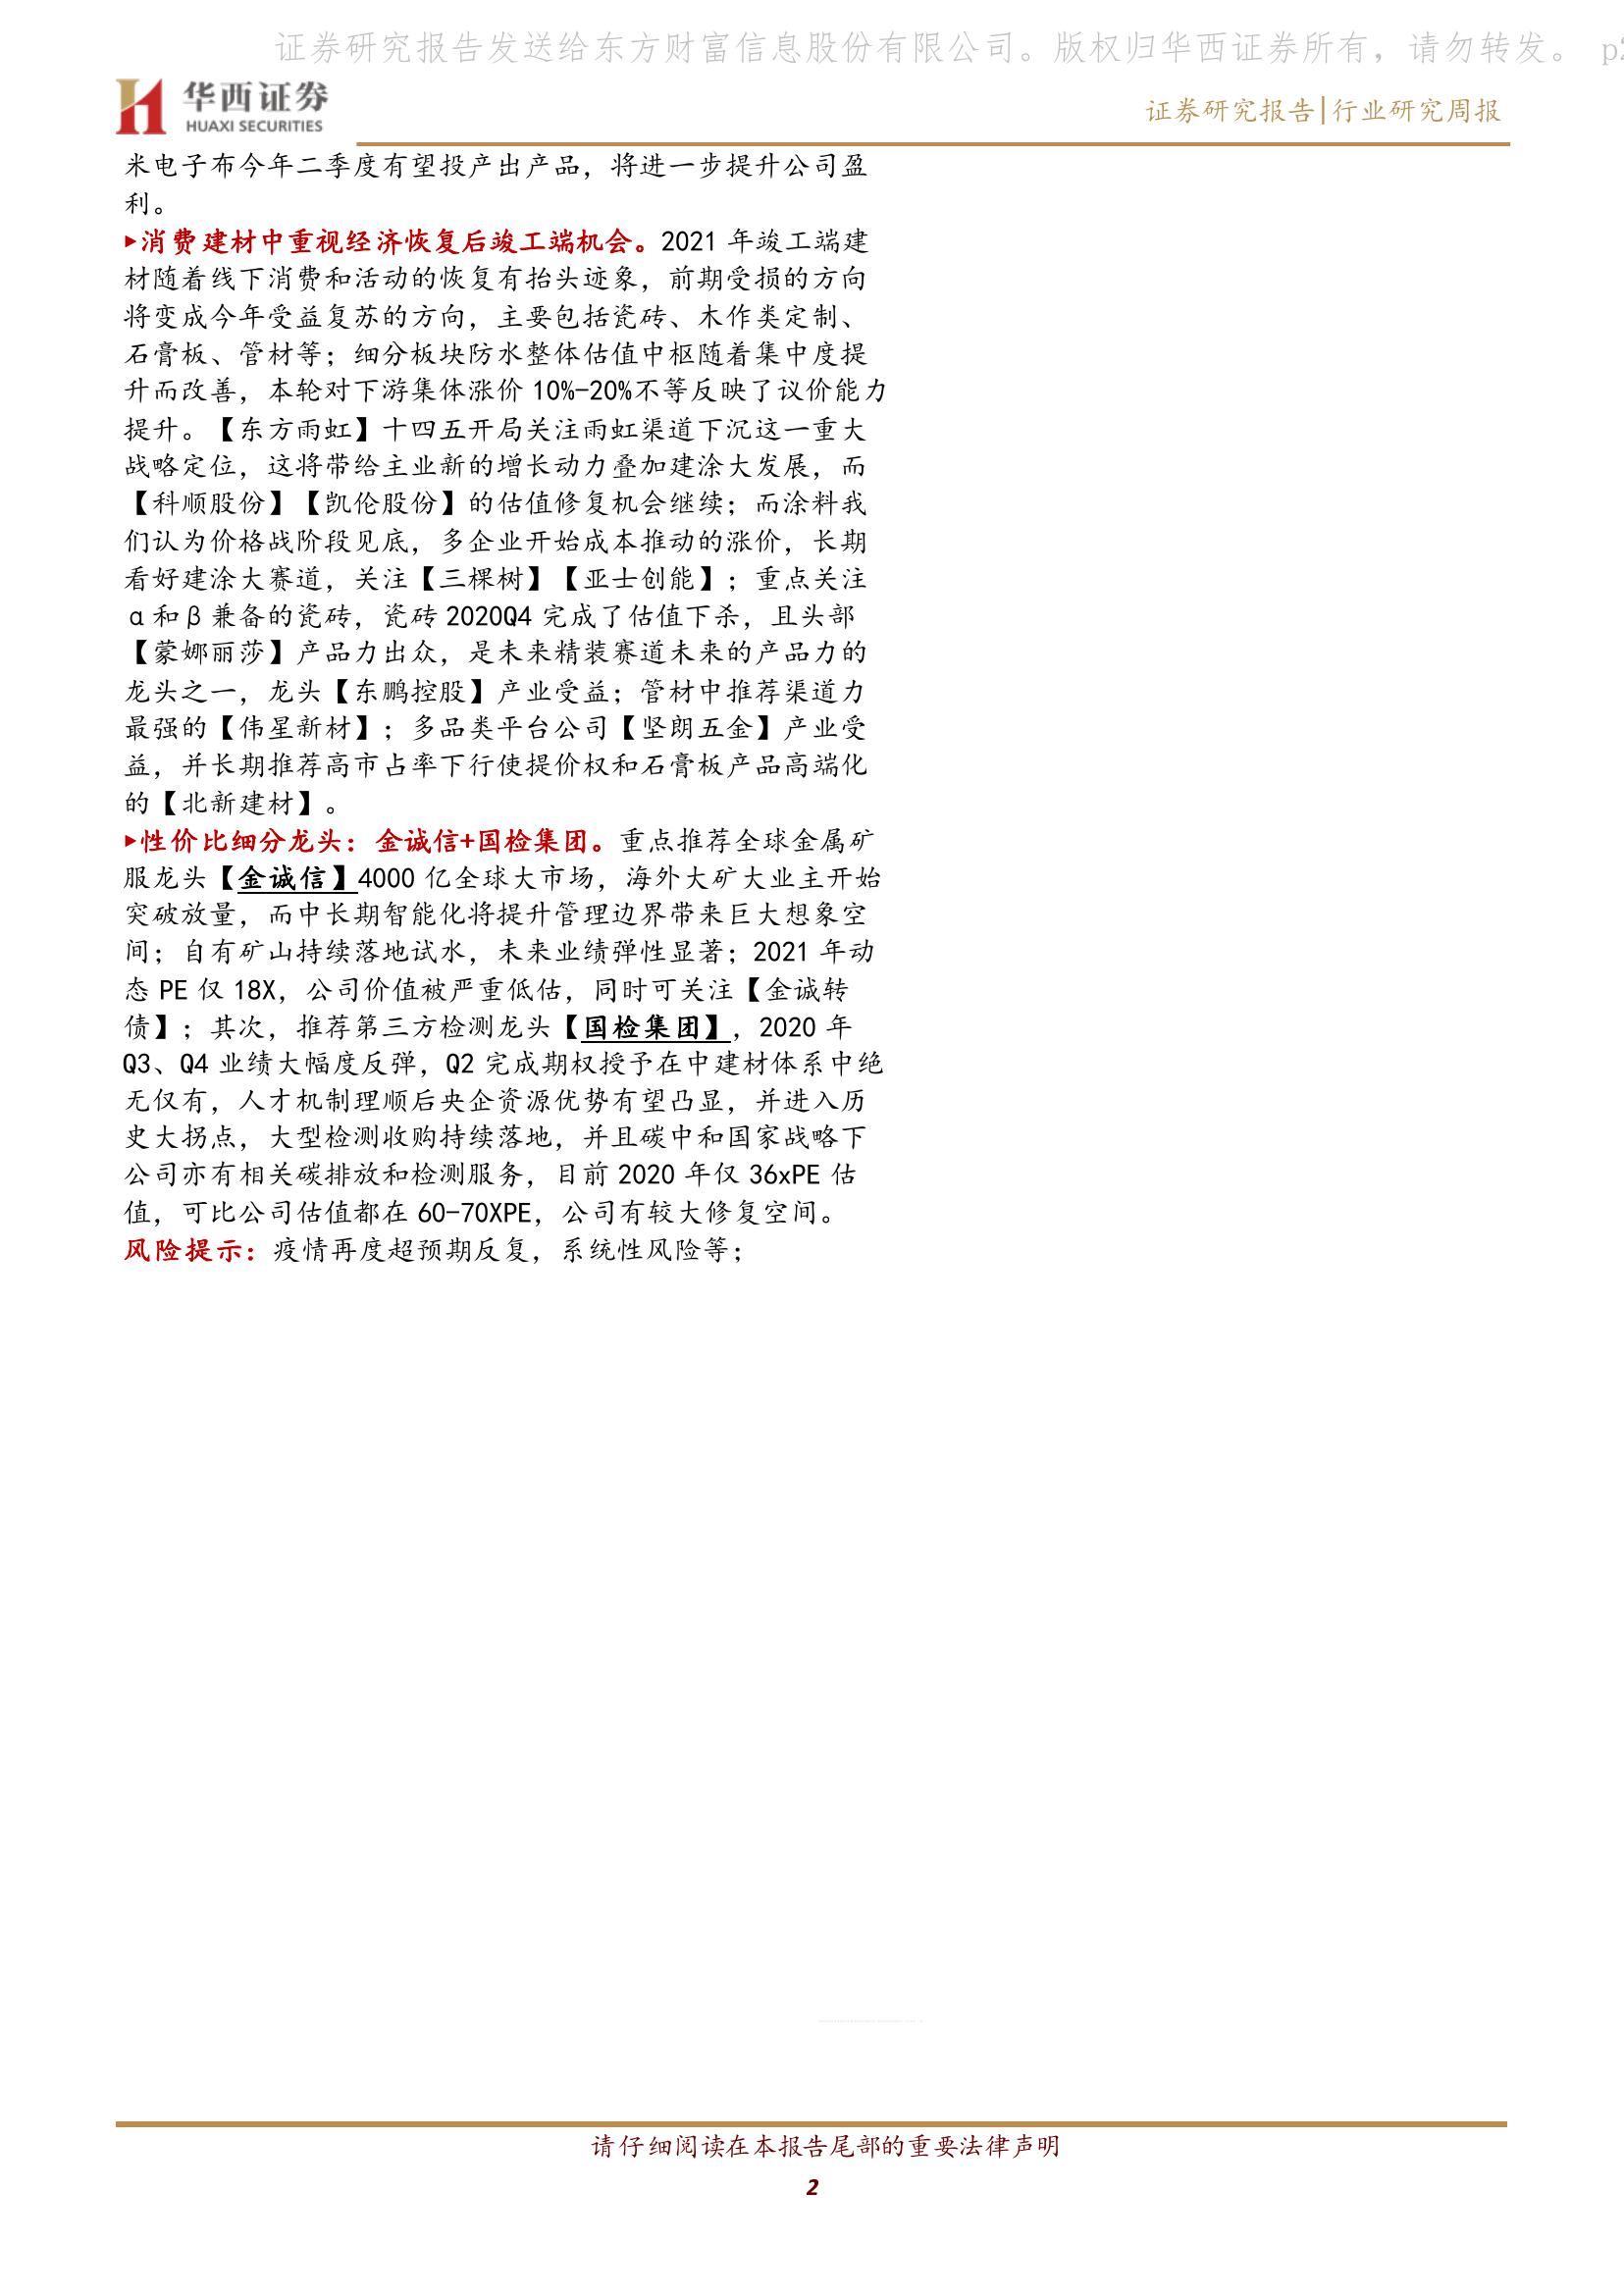 证券研究报告发送给东方财富信息股份有限公司。版权归华西证券所有，请勿转发。 p2
华西证券
HUAXI SECURITIES
证券研究报告|行业研究周报
米电子布今年二季度有望投产出产品，将进一步提升公司盈
利。
▶消费建材中重视经济恢复后竣工端机会。2021 年竣工端建
材随着线下消费和活动的恢复有抬头迹象，前期受损的方向
将变成今年受益复苏的方向，主要包括瓷砖、木作类定制、
石膏板、管材等；细分板块防水整体估值中枢随着集中度提
升而改善，本轮对下游集体涨价 10%-20%不等反映了议价能力
提升。【东方雨虹】十四五开局关注雨虹渠道下沉这一重大
战略定位，这将带给主业新的增长动力叠加建涂大发展，而
【科顺股份】【凯伦股份】的估值修复机会继续；而涂料我
们认为价格战阶段见底，多企业开始成本推动的涨价，长期
看好建涂大赛道，关注【三棵树】【亚士创能】；重点关注
α和β兼备的瓷砖，瓷砖 2020Q4 完成了估值下杀，且头部
【蒙娜丽莎】产品力出众，是未来精装赛道未来的产品力的
龙头之一，龙头【东鹏控股】产业受益；管材中推荐渠道力
最强的【伟星新材】；多品类平台公司【坚朗五金】产业受
益，并长期推荐高市占率下行使提价权和石膏板产品高端化
的【北新建材】。
▶性价比细分龙头：金诚信+国检集团。重点推荐全球金属矿
服龙头【金诚信】4000 亿全球大市场，海外大矿大业主开始
突破放量，而中长期智能化将提升管理边界带来巨大想象空
间；自有矿山持续落地试水，未来业绩弹性显著；2021 年动
态 PE 仅 18X，公司价值被严重低估，同时可关注【金诚转
债】；其次，推荐第三方检测龙头【国检集团】，2020 年
Q3、Q4 业绩大幅度反弹，Q2 完成期权授予在中建材体系中绝
无仅有，人才机制理顺后央企资源优势有望凸显，并进入历
史大拐点，大型检测收购持续落地，并且碳中和国家战略下
公司亦有相关碳排放和检测服务，目前 2020 年仅 36xPE 估
值，可比公司估值都在 60-70XPE，公司有较大修复空间。
风险提示：疫情再度超预期反复，系统性风险等；
请仔细阅读在本报告尾部的重要法律声明
2